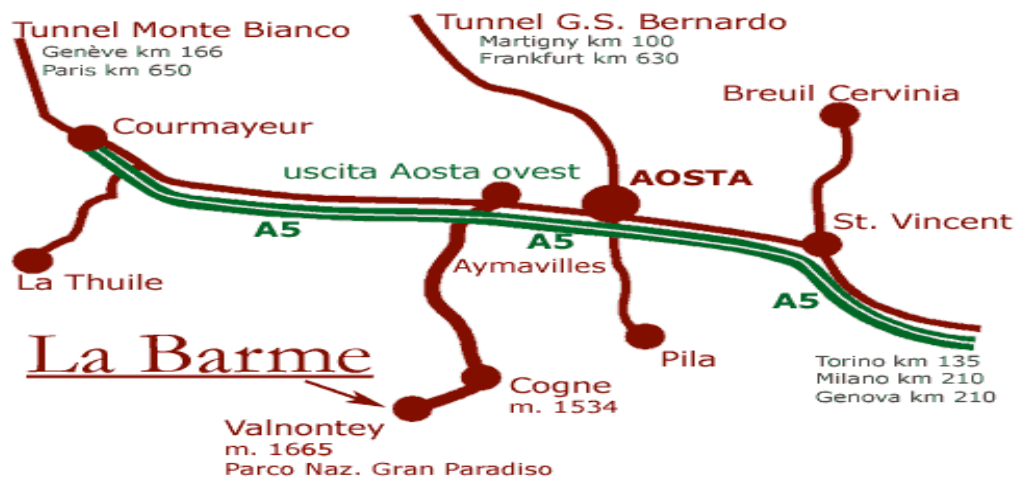 Tunnel Monte Bianco
Genève km 166
Paris km 650
Tunnel G.S. Bernardo
Martigny km 100
Frankfurt km 630
Breuil Cervinia
Courmayeur
uscita Aosta ovest
AOSTA
St. Vincent
A5
A5
Aymavilles
La Thuile
A5
La Barme
Pila
Torino km 135
Milano km 210
Genova km 210
Cogne
m. 1534
Valnontey
m. 1665
Parco Naz. Gran Paradiso